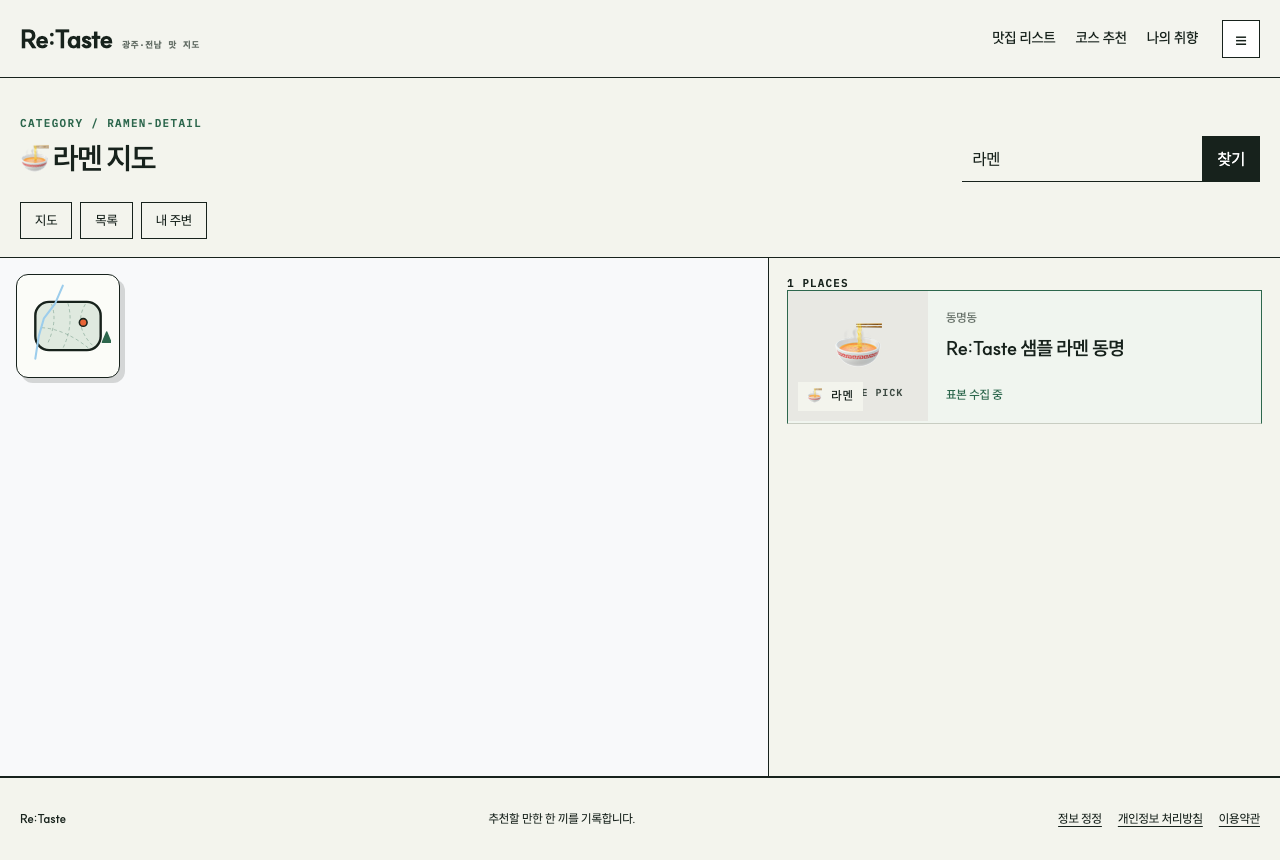 Re:Taste 광주·전남 맛 지도
맛집 리스트 코스 추천 나의 취향
CATEGORY / RAMEN-DETAIL
라멘 지도
라멘 찾기
지도 목록 내 주변
1 PLACES
동명동
Re:Taste 샘플 라멘 동명
라멘 E PICK
표본 수집 중
Re:Taste
추천할 만한 한 끼를 기록합니다.
정보 정정 개인정보 처리방침 이용약관